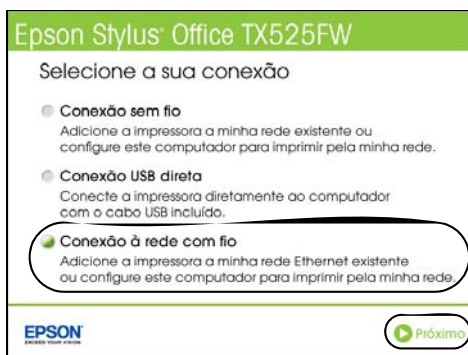 Epson Stylus® Office TX525FW
Selecione a sua conexão
Conexão sem fio
Adicione a impressora a minha rede existente ou
configure este computador para imprimir pela minha rede.
Conexão USB direta
Conecte a impressora diretamente ao computador
com o cabo USB incluído.
Conexão à rede com fio
Adicione a impressora a minha rede Ethernet existente
ou configure este computador para imprimir pela minha rede.
EPSON
EXCEED YOUR VISION
Próximo